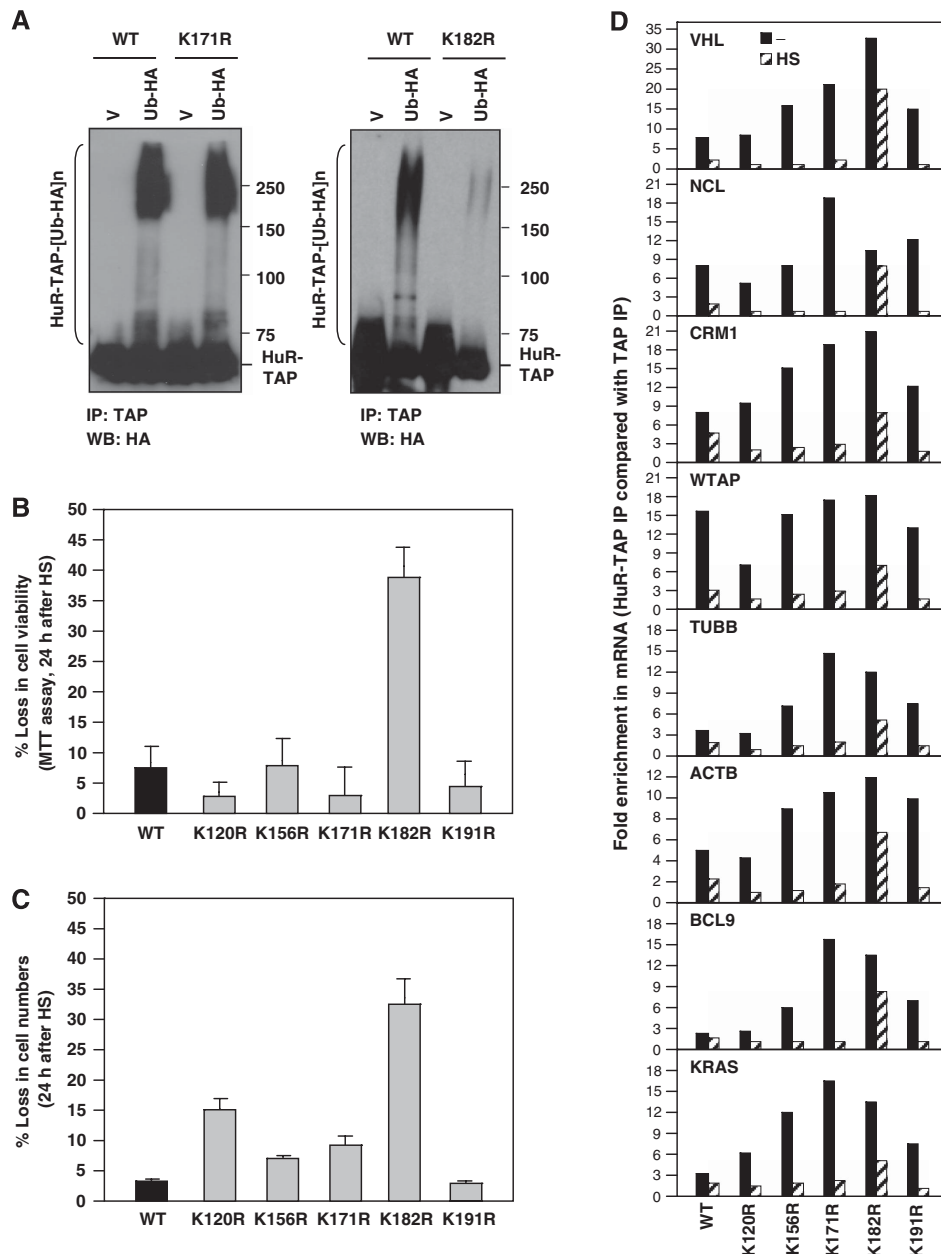 A
WT K171R
V Ub-HA V Ub-HA
HuR-TAP-[Ub-HA]n
250
150
100
75
HuR-
TAP
IP: TAP
WB: HA
WT K182R
V Ub-HA V Ub-HA
HuR-TAP-[Ub-HA]n
250
150
100
75
HuR-
TAP
IP: TAP
WB: HA
B
% Loss in cell viability
(MTT assay, 24 h after HS)
50
45
40
35
30
25
20
15
10
5
0
WT K120R K156R K171R K182R K191R
C
% Loss in cell numbers
(24 h after HS)
50
45
40
35
30
25
20
15
10
5
0
WT K120R K156R K171R K182R K191R
D
Fold enrichment in mRNA (HuR-TAP IP compared with TAP IP)
VHL
–
HS
35
30
25
20
15
10
5
0
NCL
21
18
15
12
9
6
3
0
CRM1
21
18
15
12
9
6
3
0
WTAP
18
15
12
9
6
3
0
TUBB
18
15
12
9
6
3
0
ACTB
12
10
8
6
4
2
0
BCL9
18
15
12
9
6
3
0
KRAS
18
15
12
9
6
3
0
WT K120R K156R K171R K182R K191R